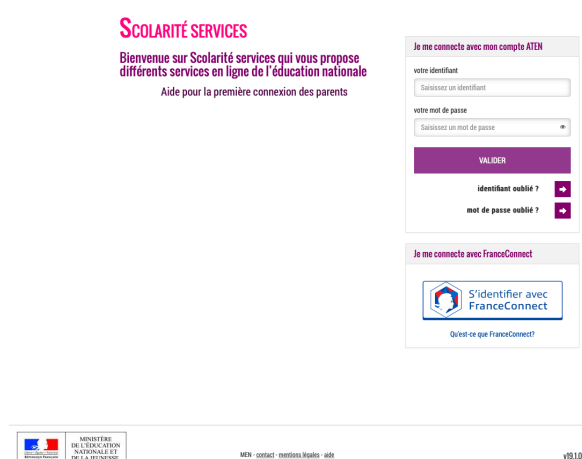 SCOLARITÉ SERVICES
Bienvenue sur Scolarité services qui vous propose
différents services en ligne de l'éducation nationale
Aide pour la première connexion des parents
Je me connecte avec mon compte ATEN
votre identifiant
Saisissez un identifiant
votre mot de passe
Saisissez un mot de passe
VALIDER
identifiant oublié ?
mot de passe oublié ?
Je me connecte avec FranceConnect
S'identifier avec
FranceConnect
Qu'est-ce que FranceConnect?
MINISTÈRE
DE L'ÉDUCATION
NATIONALE ET
DE LA JEUNESSE
MEN - contact - mentions légales - aide
v19.1.0